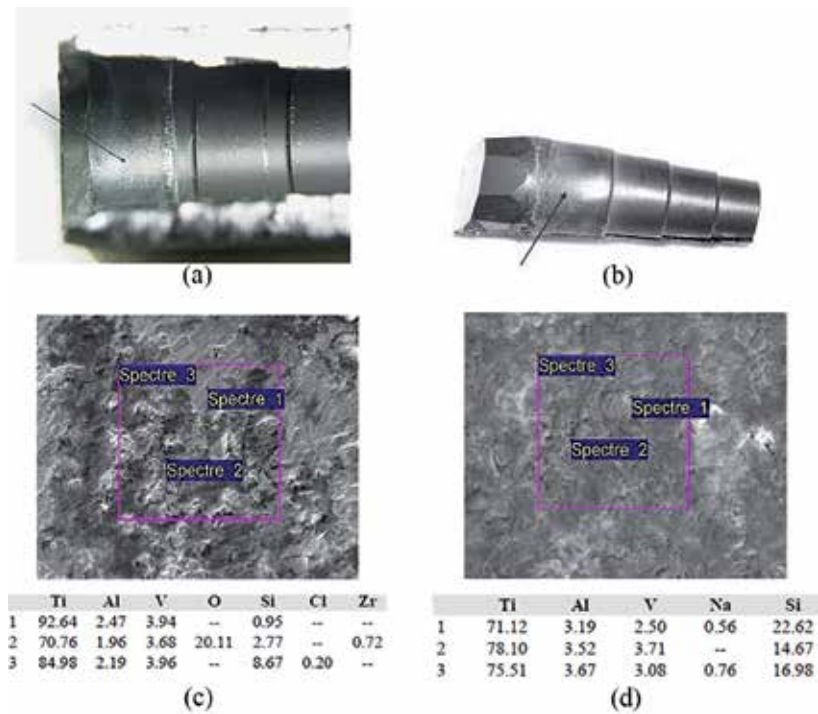 (a)
(b)
Spectre 3
Spectre 1
Spectre 2
Spectre 3
Spectre 1
Spectre 2
Ti Al V O Si Cl Zr
1 92.64 2.47 3.94 -- 0.95 -- --
2 70.76 1.96 3.68 20.11 2.77 -- 0.72
3 84.98 2.19 3.96 -- 8.67 0.20 --
(c)
Ti Al V Na Si
1 71.12 3.19 2.50 0.56 22.62
2 78.10 3.52 3.71 -- 14.67
3 75.51 3.67 3.08 0.76 16.98
(d)